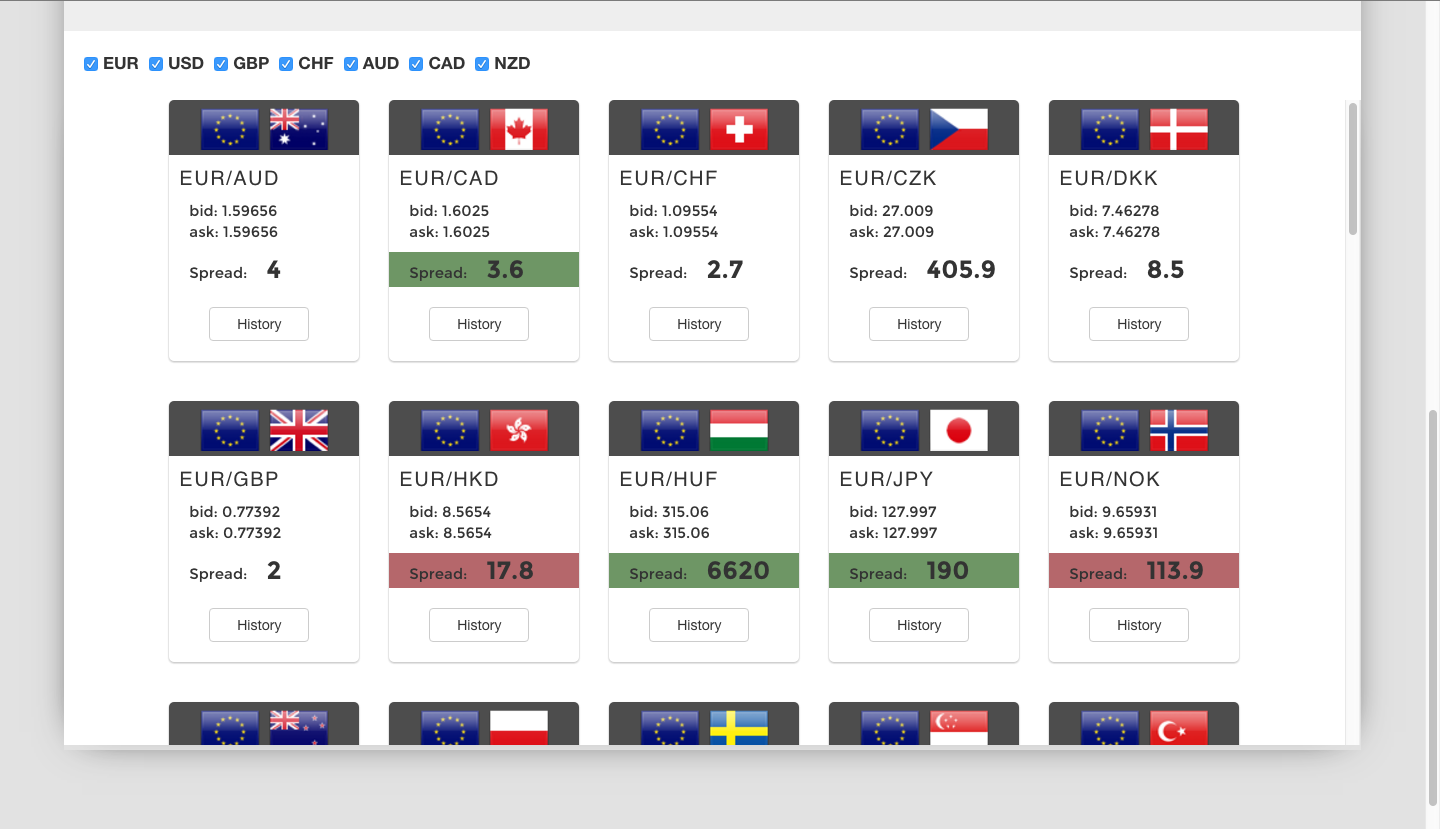 EUR USD GBP CHF AUD CAD NZD
EUR/AUD
bid: 1.59656
ask: 1.59656
Spread: 4
History
EUR/CAD
bid: 1.6025
ask: 1.6025
Spread: 3.6
History
EUR/CHF
bid: 1.09554
ask: 1.09554
Spread: 2.7
History
EUR/CZK
bid: 27.009
ask: 27.009
Spread: 405.9
History
EUR/DKK
bid: 7.46278
ask: 7.46278
Spread: 8.5
History
EUR/GBP
bid: 0.77392
ask: 0.77392
Spread: 2
History
EUR/HKD
bid: 8.5654
ask: 8.5654
Spread: 17.8
History
EUR/HUF
bid: 315.06
ask: 315.06
Spread: 6620
History
EUR/JPY
bid: 127.997
ask: 127.997
Spread: 190
History
EUR/NOK
bid: 9.65931
ask: 9.65931
Spread: 113.9
History